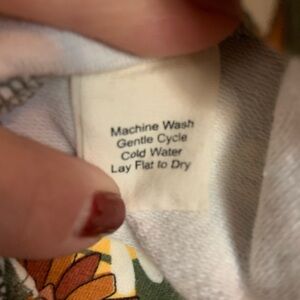 Machine Wash
Gentle Cycle
Cold Water
Lay Flat to Dry